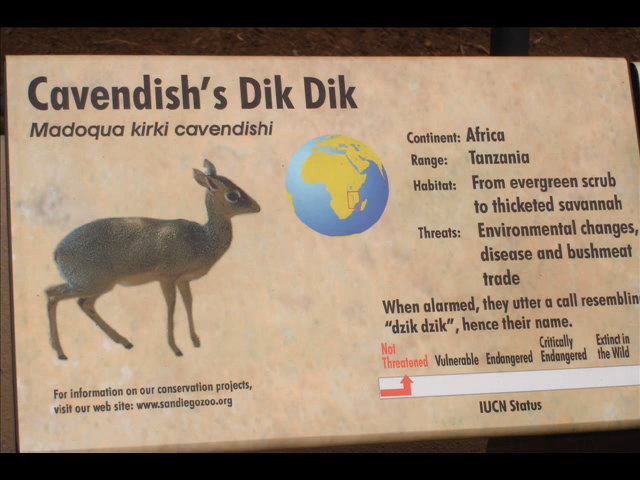 Cavendish's Dik Dik
Madoqua kirki cavendishi
Continent: Africa
Range: Tanzania
Habitat: From evergreen scrub
to thicketed savannah
Threats: Environmental changes,
disease and bushmeat
trade
When alarmed, they utter a call resemblin
"dzik dzik", hence their name.
Not
Threatoned
Vulnerable
Endangered
Critically
Endangered
Extinct in
the Wild
IUCN Status
For information on our conservation projects,
visit our web site: www.sandiegozoo.org